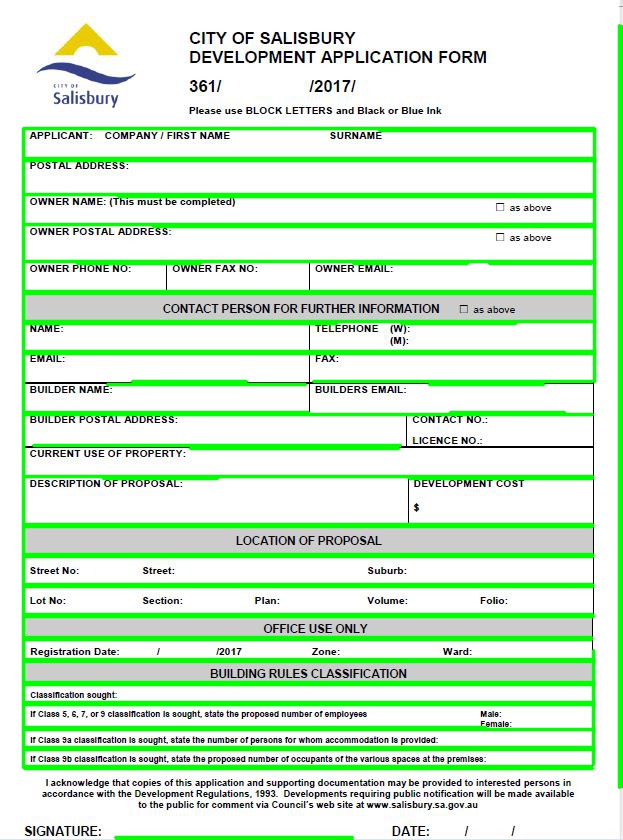 CITY OF SALISBURY
DEVELOPMENT APPLICATION FORM
361/ /2017/
CITY OF
Salisbury
Please use BLOCK LETTERS and Black or Blue Ink
APPLICANT: COMPANY / FIRST NAME SURNAME
POSTAL ADDRESS:
OWNER NAME: (This must be completed)
☐ as above
OWNER POSTAL ADDRESS:
☐ as above
OWNER PHONE NO: OWNER FAX NO: OWNER EMAIL:
CONTACT PERSON FOR FURTHER INFORMATION ☐ as above
NAME: TELEPHONE (W):
(M):
EMAIL: FAX:
BUILDER NAME: BUILDERS EMAIL:
BUILDER POSTAL ADDRESS: CONTACT NO.:
LICENCE NO.:
CURRENT USE OF PROPERTY:
DESCRIPTION OF PROPOSAL: DEVELOPMENT COST
$
LOCATION OF PROPOSAL
Street No: Street: Suburb:
Lot No: Section: Plan: Volume: Folio:
OFFICE USE ONLY
Registration Date: / /2017 Zone: Ward:
BUILDING RULES CLASSIFICATION
Classification sought:
If Class 5, 6, 7, or 9 classification is sought, state the proposed number of employees Male:
Female:
If Class 9a classification is sought, state the number of persons for whom accommodation is provided:
If Class 9b classification is sought, state the proposed number of occupants of the various spaces at the premises:
I acknowledge that copies of this application and supporting documentation may be provided to interested persons in
accordance with the Development Regulations, 1993. Developments requiring public notification will be made available
to the public for comment via Council's web site at www.salisbury.sa.gov.au
SIGNATURE: DATE: / /